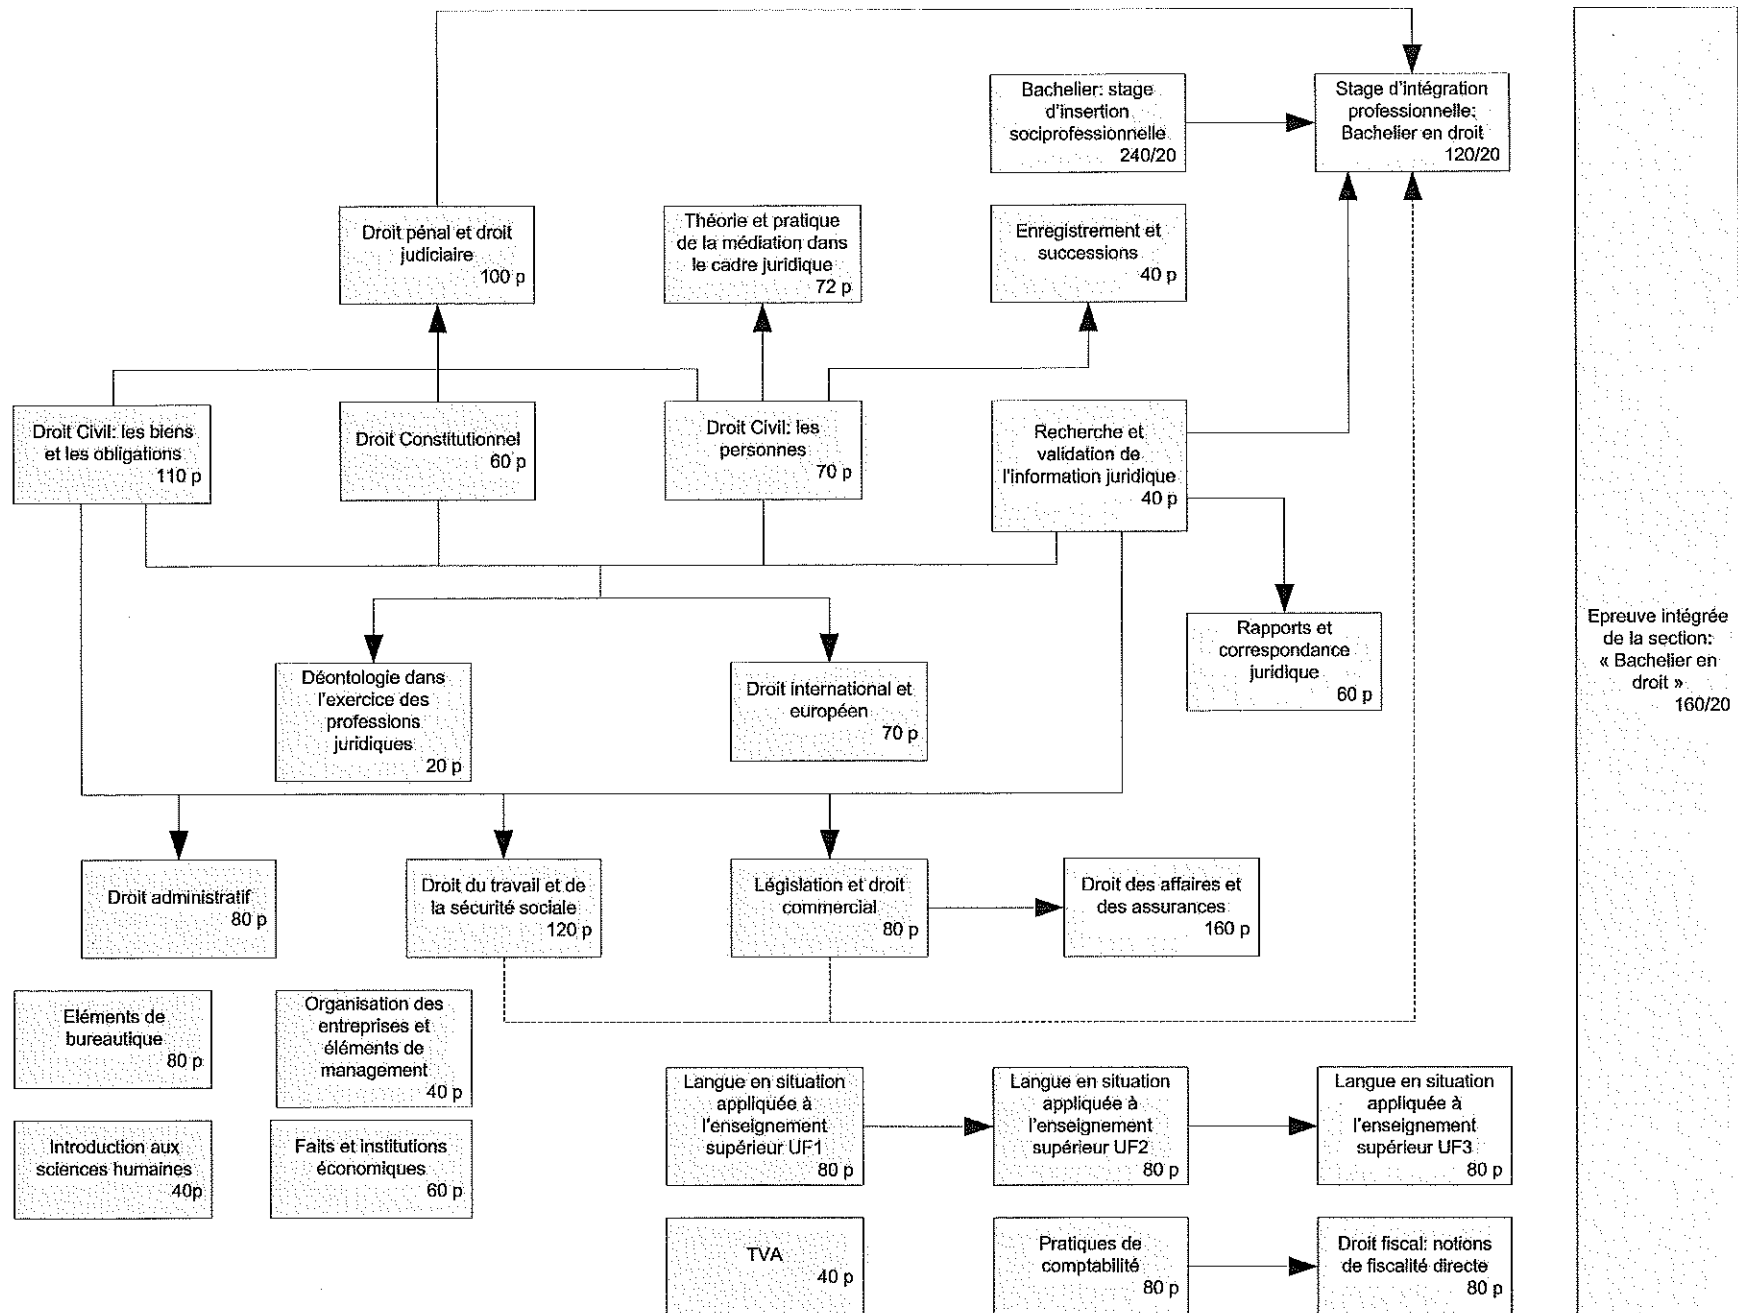 Bachelier: stage
d'insertion
sociprofessionnelle
240/20
Stage d'intégration
professionnelle:
Bachelier en droit
120/20
Droit pénal et droit
judiciaire
100 p
Théorie et pratique
de la médiation dans
le cadre juridique
72 p
Enregistrement et
successions
40 p
Droit Civil: les biens
et les obligations
110 p
Droit Constitutionnel
60 p
Droit Civil: les
personnes
70 p
Recherche et
validation de
l'information juridique
40 p
Déontologie dans
l'exercice des
professions
juridiques
20 p
Droit international et
européen
70 p
Rapports et
correspondance
juridique
60 p
Epreuve intégrée
de la section:
« Bachelier en
droit »
160/20
Droit administratif
80 p
Droit du travail et de
la sécurité sociale
120 p
Législation et droit
commercial
80 p
Droit des affaires et
des assurances
160 p
Eléments de
bureautique
80 p
Organisation des
entreprises et
éléments de
management
40 p
Introduction aux
sciences humaines
40p
Faits et institutions
économiques
60 p
Langue en situation
appliquée à
l'enseignement
supérieur UF1
80 p
Langue en situation
appliquée à
l'enseignement
supérieur UF2
80 p
Langue en situation
appliquée à
l'enseignement
supérieur UF3
80 p
TVA
40 p
Pratiques de
comptabilité
80 p
Droit fiscal: notions
de fiscalité directe
80 p